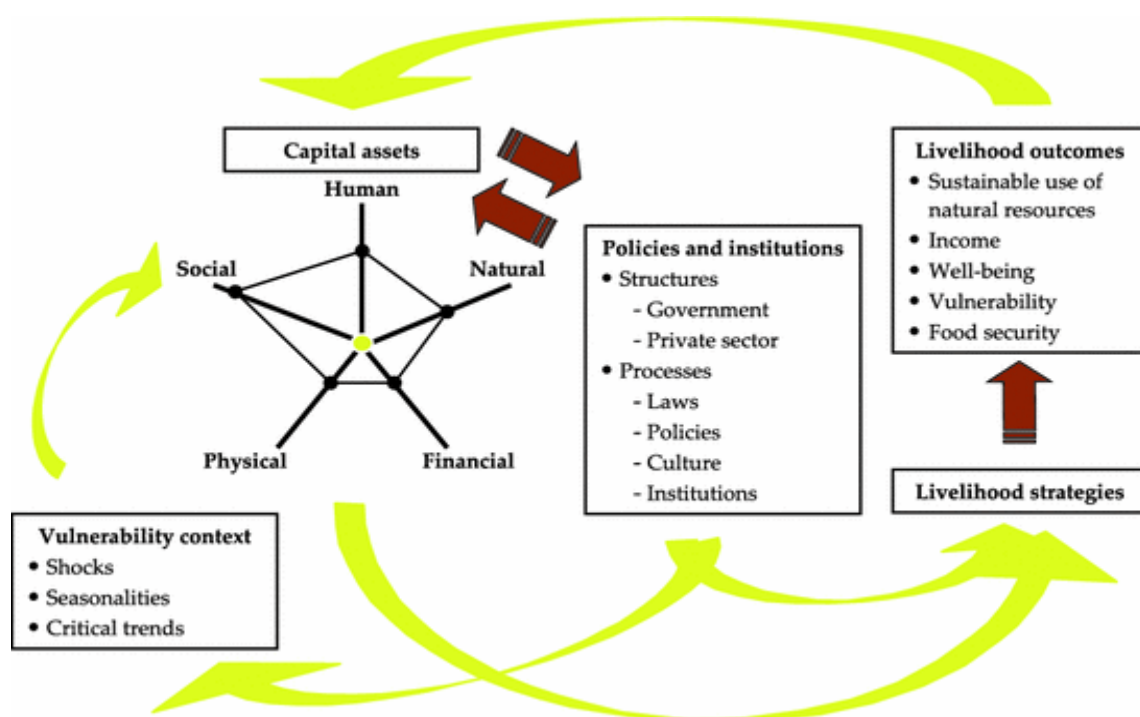 Capital assets
Human
Social
Natural
Physical
Financial
Vulnerability context
• Shocks
• Seasonalities
• Critical trends
Policies and institutions
• Structures
- Government
- Private sector
• Processes
- Laws
- Policies
- Culture
- Institutions
Livelihood outcomes
• Sustainable use of
natural resources
• Income
• Well-being
• Vulnerability
• Food security
Livelihood strategies